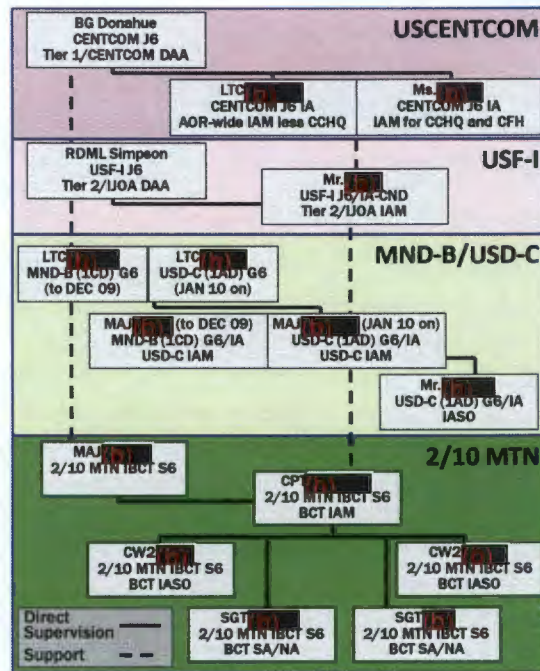 USCENTCOM
BG Donahue
CENTCOM J6
Tier 1/CENTCOM DAA
LTC
CENTCOM J6 IA
AOR-wide IAM less CCHQ
Ms.
CENTCOM J6 IA
IAM for CCHQ and CFH
USF-I
RDML Simpson
USF-I J6
Tier 2/IJOA DAA
Mr.
USF-I J6/IA-CND
Tier 2/IJOA IAM
MND-B/USD-C
LTC
MND-B (1CD) G6
(to DEC 09)
LTC
USD-C (1AD) G6
(JAN 10 on)
MAJ (to DEC 09)
MND-B (1CD) G6/IA
USD-C IAM
MAJ (JAN 10 on)
USD-C (1AD) G6/IA
USD-C IAM
Mr.
USD-C (1AD) G6/IA
IASO
2/10 MTN
MAJ
2/10 MTN IBCT S6
CPT
2/10 MTN IBCT S6
BCT IAM
CW2
2/10 MTN IBCT S6
BCT IASO
CW2
2/10 MTN IBCT S6
BCT IASO
SGT
2/10 MTN IBCT S6
BCT SA/NA
SGT
2/10 MTN IBCT S6
BCT SA/NA
Direct
Supervision
Support